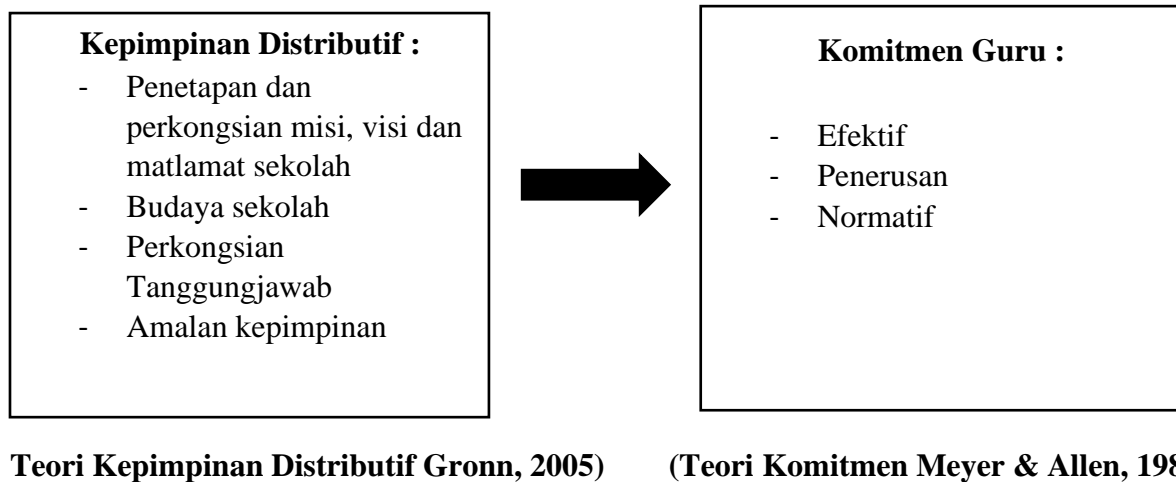 Kepimpinan Distributif :
- Penetapan dan
perkongsian misi, visi dan
matlamat sekolah
- Budaya sekolah
- Perkongsian
Tanggungjawab
- Amalan kepimpinan
Komitmen Guru :
- Efektif
- Penerusan
- Normatif
Teori Kepimpinan Distributif Gronn, 2005)
(Teori Komitmen Meyer & Allen, 198